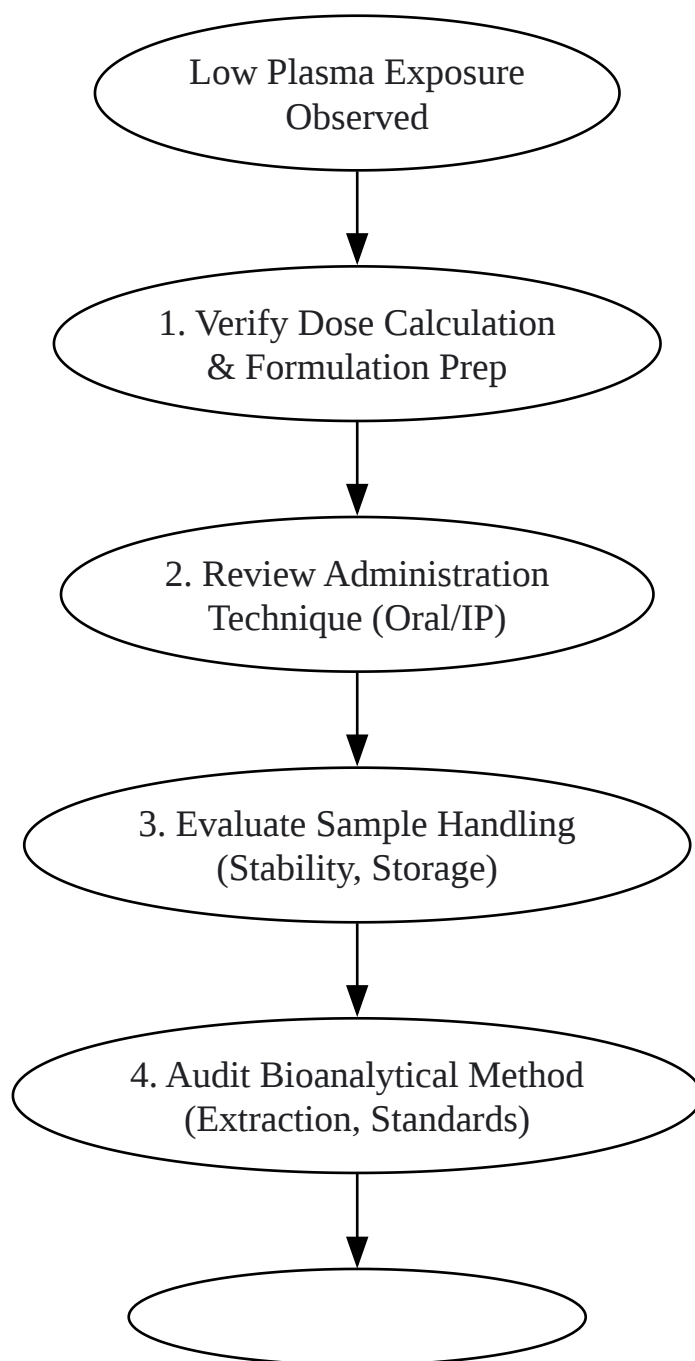 Low Plasma Exposure
Observed
1. Verify Dose Calculation
& Formulation Prep
2. Review Administration
Technique (Oral/IP)
3. Evaluate Sample Handling
(Stability, Storage)
4. Audit Bioanalytical Method
(Extraction, Standards)